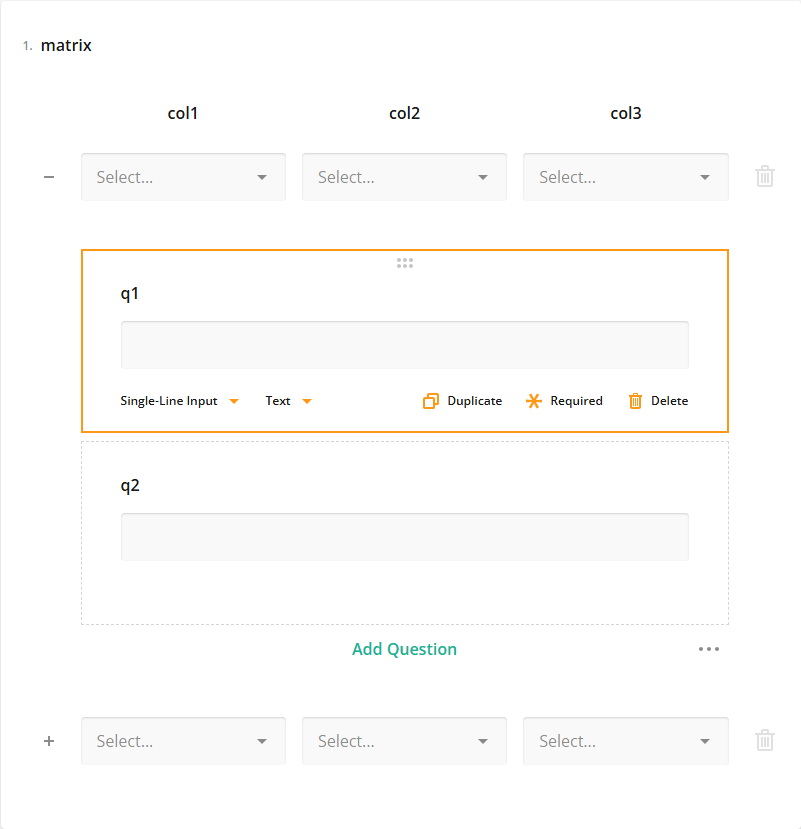 1. matrix
col1 col2 col3
Select... Select... Select...
q1
Single-Line Input Text Duplicate Required Delete
q2
Add Question
Select... Select... Select...